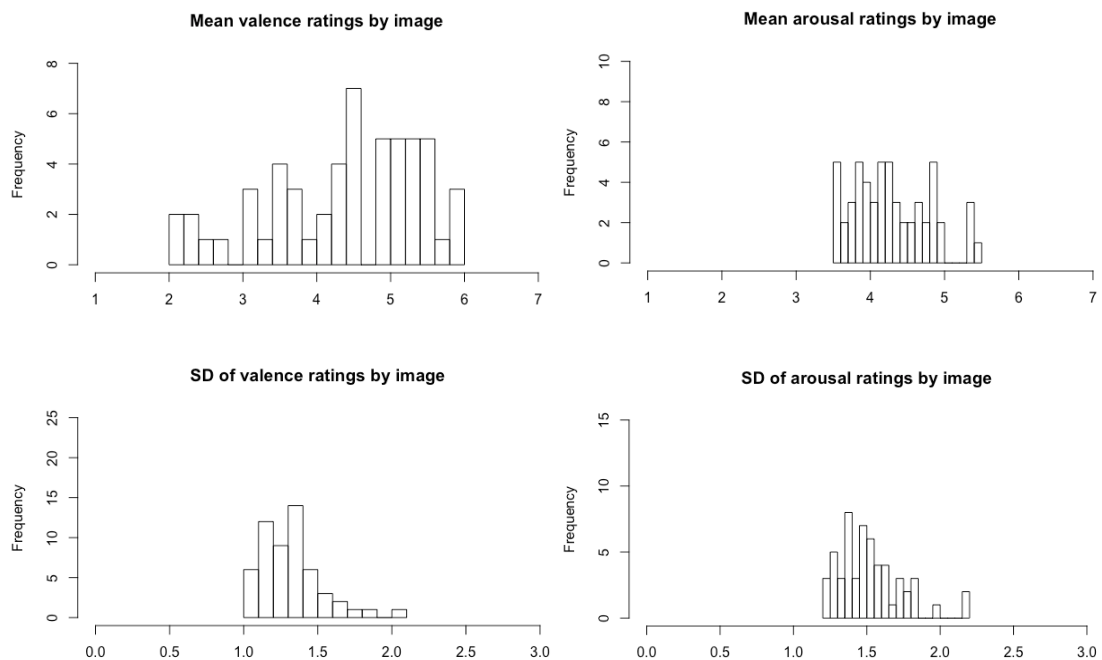 Mean valence ratings by image
Frequency
0 2 4 6 8
1 2 3 4 5 6 7
Mean arousal ratings by image
Frequency
0 2 4 6 8 10
1 2 3 4 5 6 7
SD of valence ratings by image
Frequency
0 5 10 15 20 25
0.0 0.5 1.0 1.5 2.0 2.5 3.0
SD of arousal ratings by image
Frequency
0 5 10 15
0.0 0.5 1.0 1.5 2.0 2.5 3.0